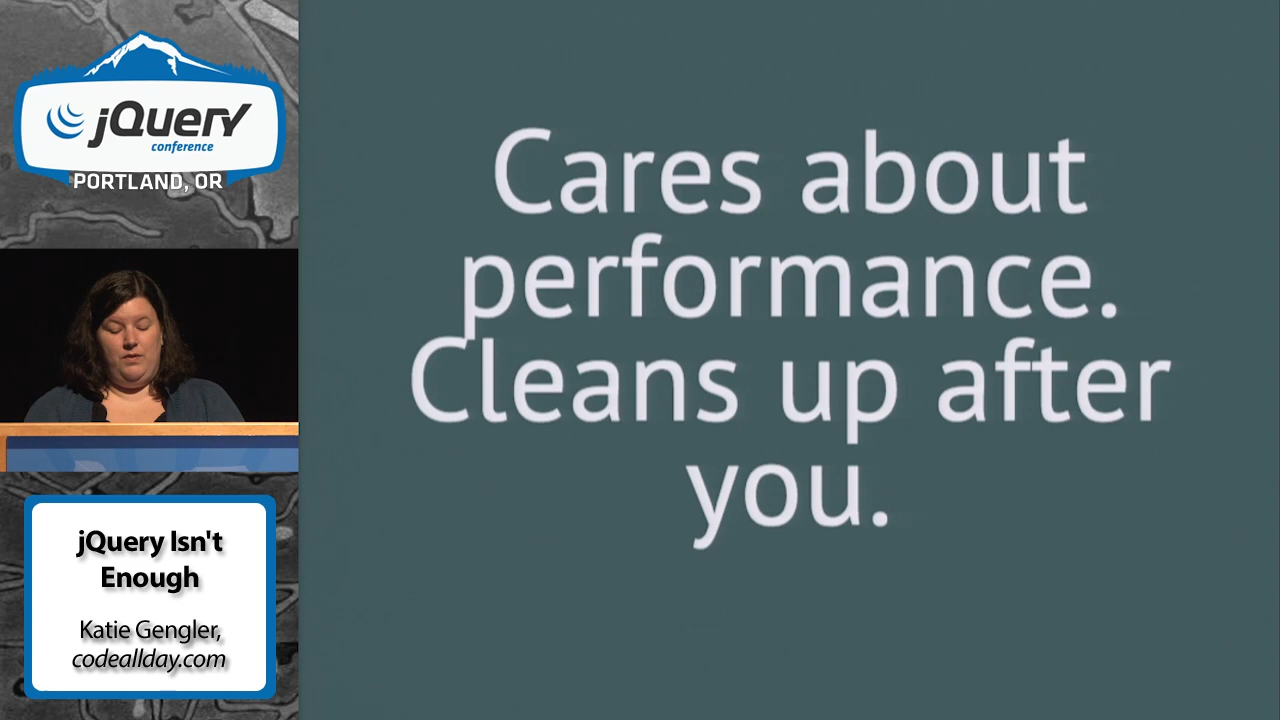 jQuery
conference
PORTLAND, OR
jQuery Isn't
Enough
Katie Gengler,
codeallday.com
Cares about
performance.
Cleans up after
you.